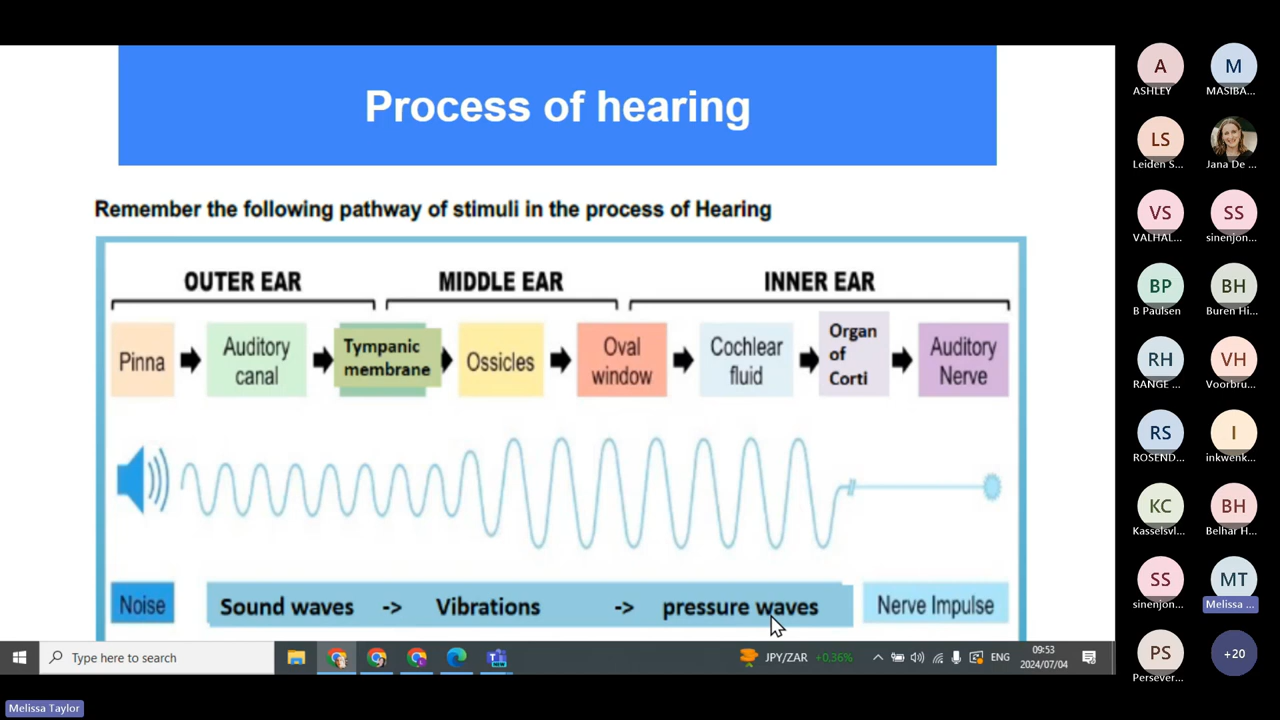 Process of hearing
Remember the following pathway of stimuli in the process of Hearing
OUTER EAR
MIDDLE EAR
INNER EAR
Pinna
Auditory
canal
Tympanic
membrane
Ossicles
Oval
window
Cochlear
fluid
Organ
of
Corti
Auditory
Nerve
Noise
Sound waves -> Vibrations -> pressure waves
Nerve Impulse
Type here to search
JPY/ZAR +0,36%
ENG
09:53
2024/07/04
Melissa Taylor
A
ASHLEY
M
MASIBA...
LS
Leiden S...
Jana De ...
VS
VALHAL...
SS
sinenjon...
BP
B Paulsen
BH
Buren Hi...
RH
RANGE ...
VH
Voorbru...
RS
ROSEND...
I
inkwenk...
KC
Kasselsvl...
BH
Belhar H...
SS
sinenjon...
MT
Melissa ...
PS
Persever...
+20